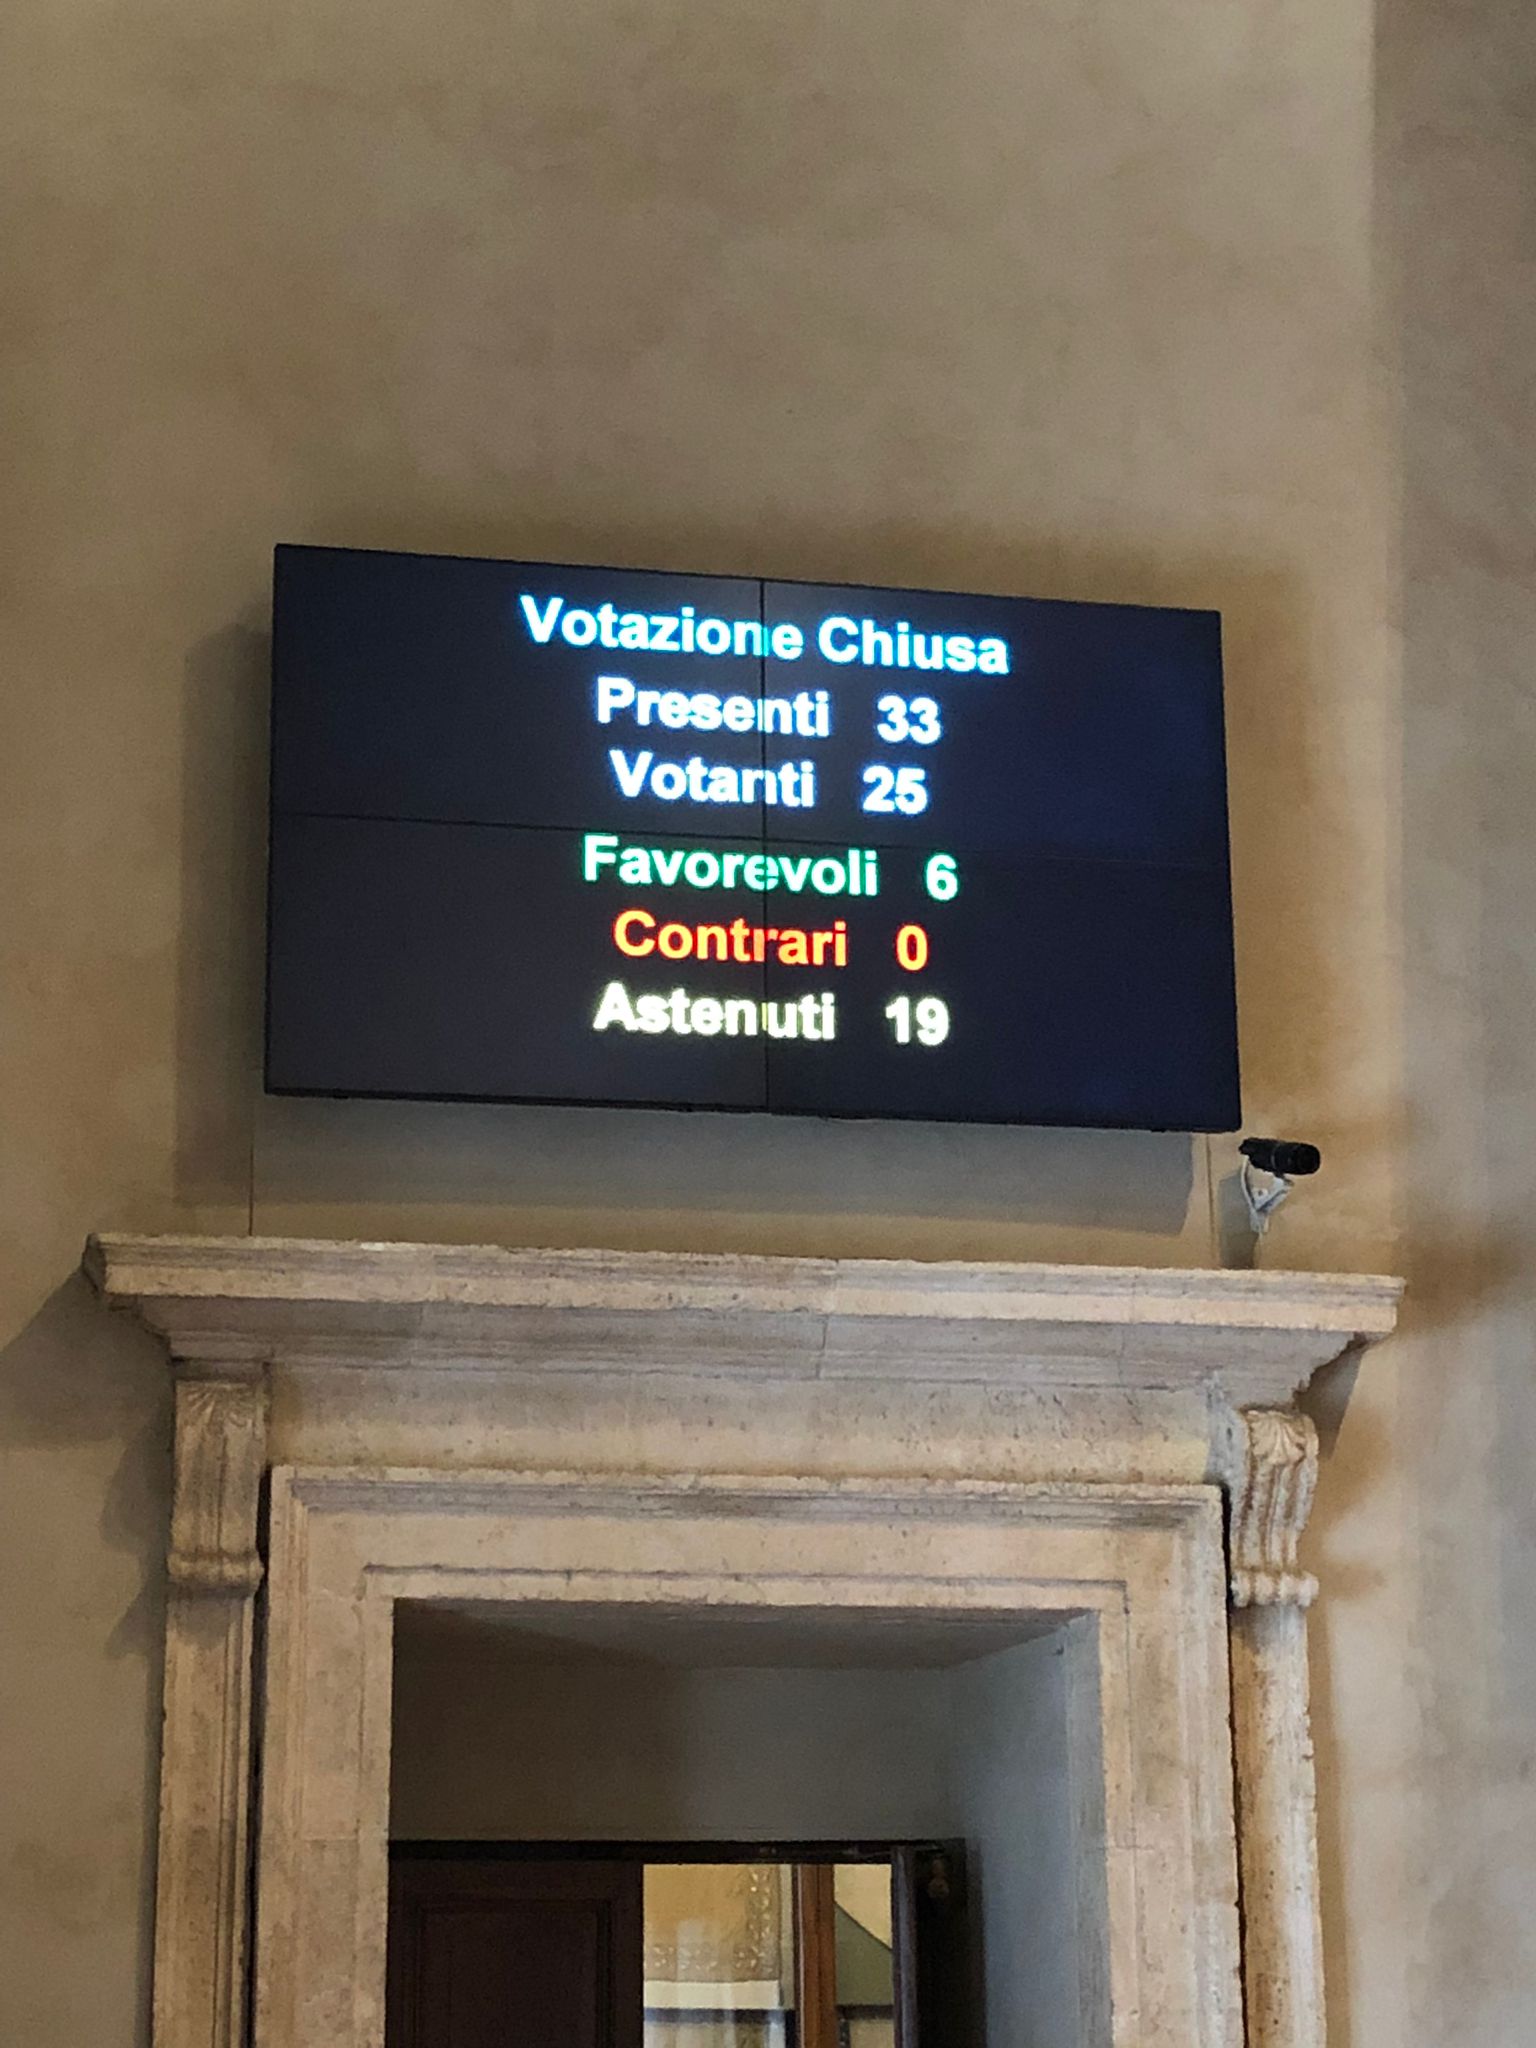 Votazione Chiusa
Presenti 33
Votanti 25
Favorevoli 6
Contrari 0
Astenuti 19